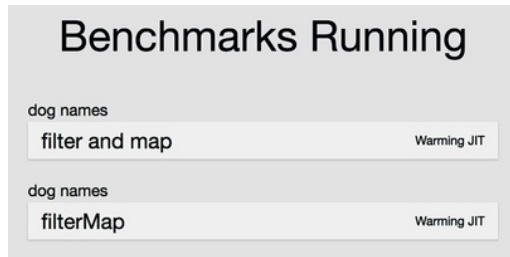 Benchmarks Running
dog names
filter and map Warming JIT
dog names
filterMap Warming JIT